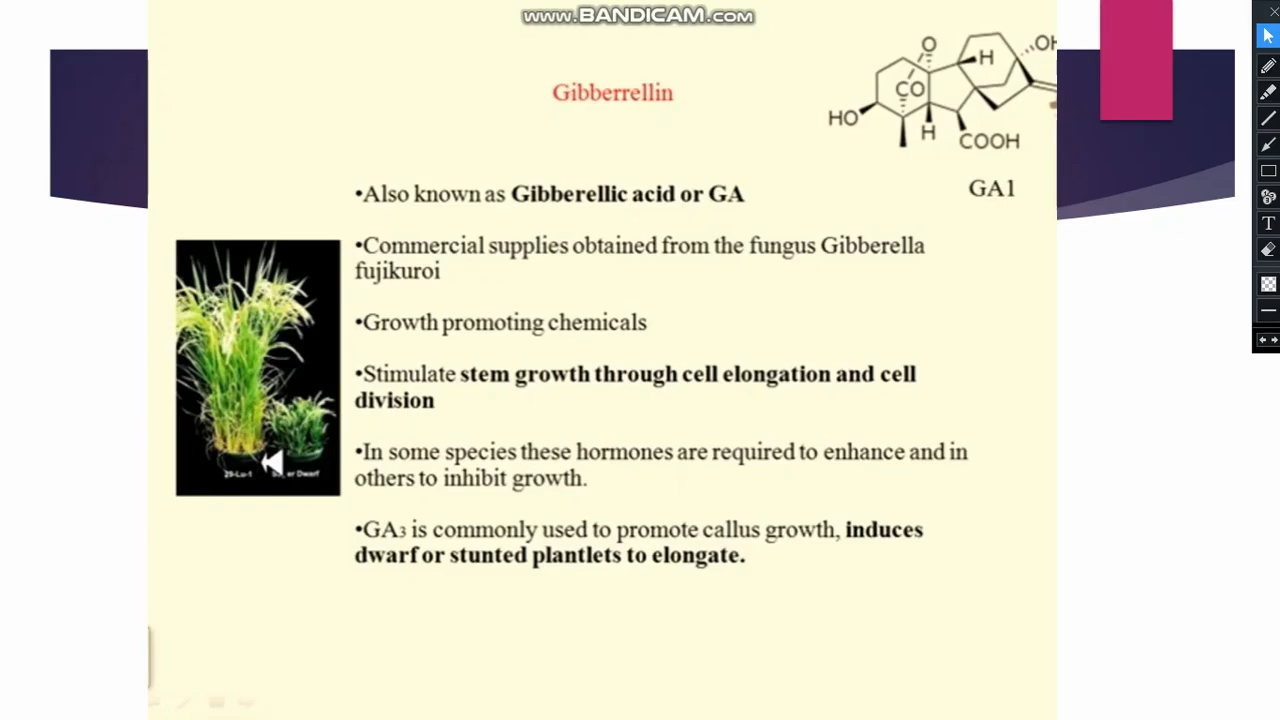 www.BANDICAM.com
Gibberrellin
O
H
OH
CO
HO
H
COOH
GA1
•Also known as Gibberellic acid or GA
•Commercial supplies obtained from the fungus Gibberella
fujikuroi
•Growth promoting chemicals
•Stimulate stem growth through cell elongation and cell
division
•In some species these hormones are required to enhance and in
others to inhibit growth.
•GA3 is commonly used to promote callus growth, induces
dwarf or stunted plantlets to elongate.
or Dwarf
T